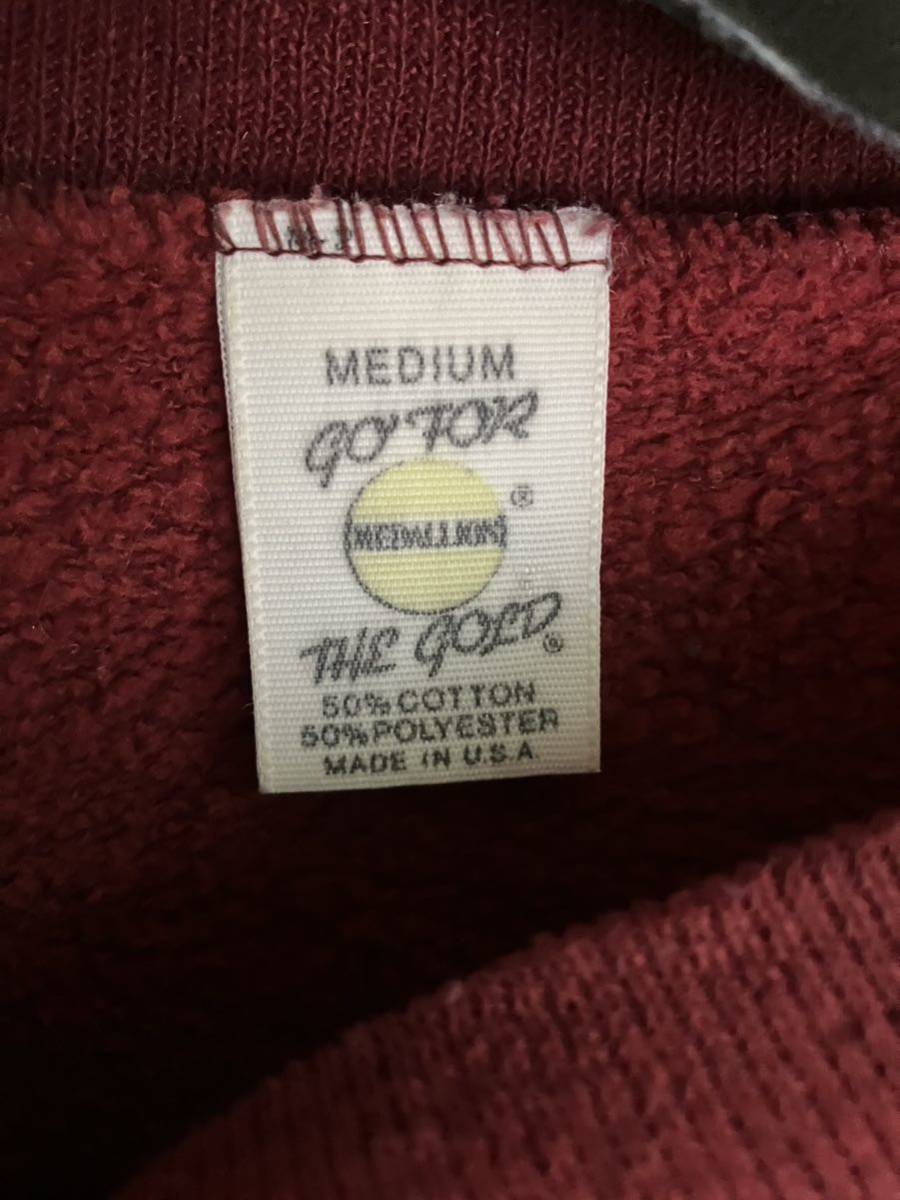 MEDIUM
GO FOR
®
MEDALLION
THE GOLD
®
50% COTTON
50% POLYESTER
MADE IN U.S.A.